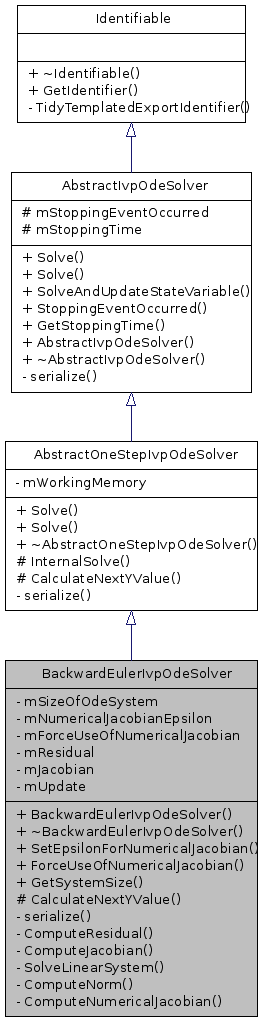 Identifiable
+ ~Identifiable()
+ GetIdentifier()
- TidyTemplatedExportIdentifier()
AbstractIvpOdeSolver
# mStoppingEventOccurred
# mStoppingTime
+ Solve()
+ Solve()
+ SolveAndUpdateStateVariable()
+ StoppingEventOccurred()
+ GetStoppingTime()
+ AbstractIvpOdeSolver()
+ ~AbstractIvpOdeSolver()
- serialize()
AbstractOneStepIvpOdeSolver
- mWorkingMemory
+ Solve()
+ Solve()
+ ~AbstractOneStepIvpOdeSolver()
# InternalSolve()
# CalculateNextYValue()
- serialize()
BackwardEulerIvpOdeSolver
- mSizeOfOdeSystem
- mNumericalJacobianEpsilon
- mForceUseOfNumericalJacobian
- mResidual
- mJacobian
- mUpdate
+ BackwardEulerIvpOdeSolver()
+ ~BackwardEulerIvpOdeSolver()
+ SetEpsilonForNumericalJacobian()
+ ForceUseOfNumericalJacobian()
+ GetSystemSize()
# CalculateNextYValue()
- serialize()
- ComputeResidual()
- ComputeJacobian()
- SolveLinearSystem()
- ComputeNorm()
- ComputeNumericalJacobian()